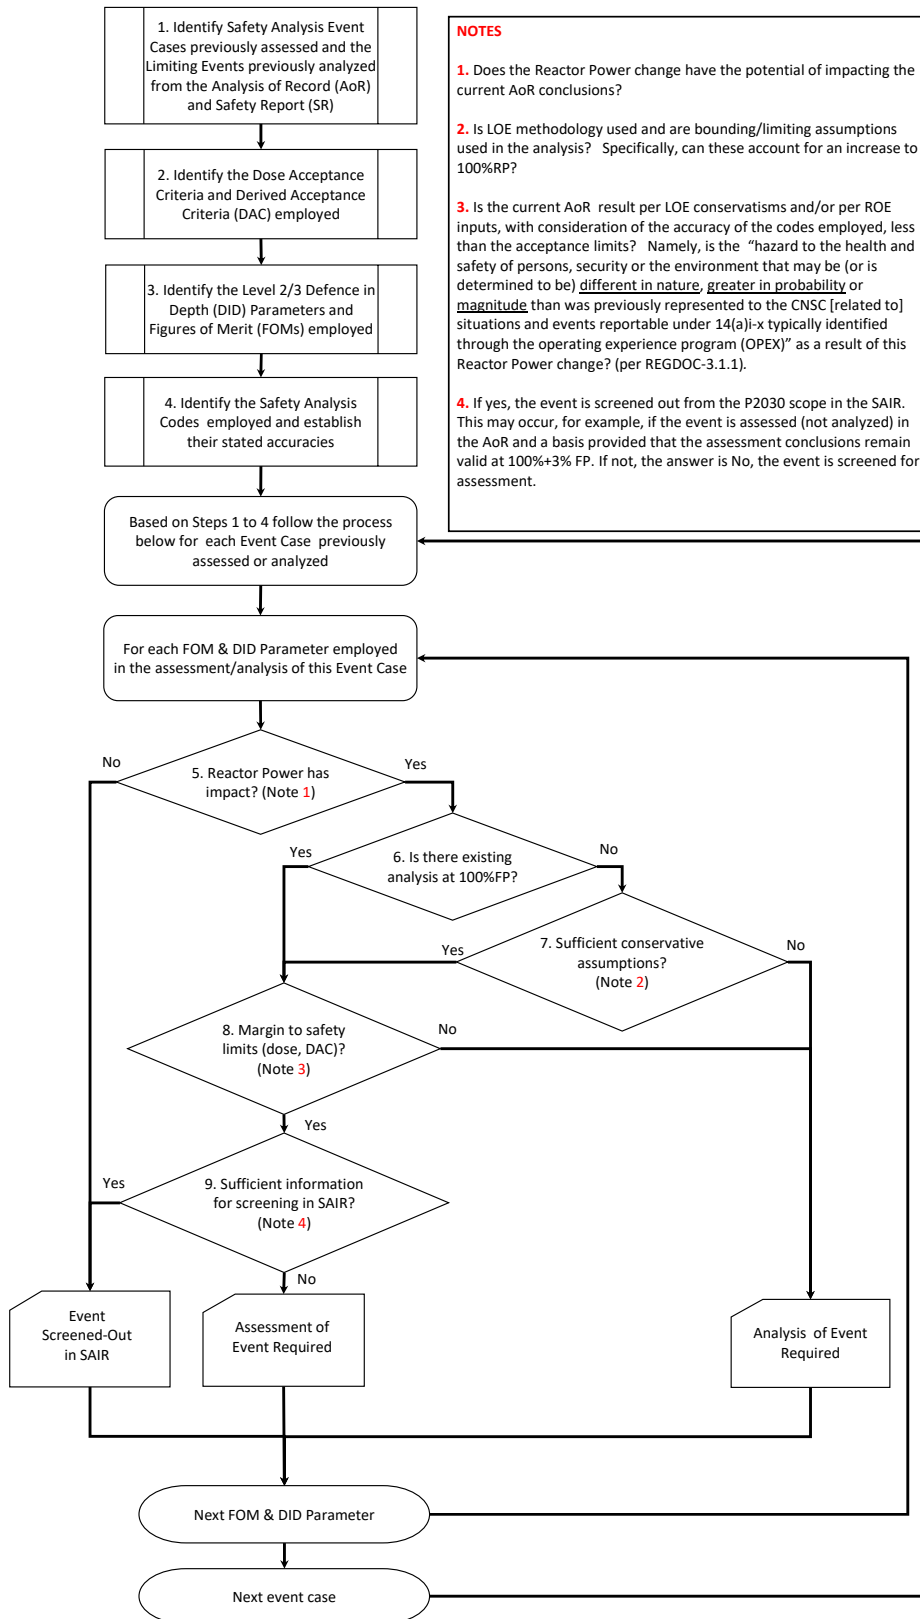 1. Identify Safety Analysis Event
Cases previously assessed and the
Limiting Events previously analyzed
from the Analysis of Record (AoR)
and Safety Report (SR)
2. Identify the Dose Acceptance
Criteria and Derived Acceptance
Criteria (DAC) employed
3. Identify the Level 2/3 Defence in
Depth (DID) Parameters and
Figures of Merit (FOMs) employed
4. Identify the Safety Analysis
Codes employed and establish
their stated accuracies
NOTES
1. Does the Reactor Power change have the potential of impacting the
current AoR conclusions?
2. Is LOE methodology used and are bounding/limiting assumptions
used in the analysis? Specifically, can these account for an increase to
100%RP?
3. Is the current AoR result per LOE conservatisms and/or per ROE
inputs, with consideration of the accuracy of the codes employed, less
than the acceptance limits? Namely, is the “hazard to the health and
safety of persons, security or the environment that may be (or is
determined to be) different in nature, greater in probability or
magnitude than was previously represented to the CNSC [related to]
situations and events reportable under 14(a)i-x typically identified
through the operating experience program (OPEX)” as a result of this
Reactor Power change? (per REGDOC-3.1.1).
4. If yes, the event is screened out from the P2030 scope in the SAIR.
This may occur, for example, if the event is assessed (not analyzed) in
the AoR and a basis provided that the assessment conclusions remain
valid at 100%+3% FP. If not, the answer is No, the event is screened for
assessment.
Based on Steps 1 to 4 follow the process
below for each Event Case previously
assessed or analyzed
For each FOM & DID Parameter employed
in the assessment/analysis of this Event Case
No
5. Reactor Power has
impact? (Note 1)
Yes
Yes
6. Is there existing
analysis at 100%FP?
No
Yes
7. Sufficient conservative
assumptions?
(Note 2)
No
8. Margin to safety
limits (dose, DAC)?
(Note 3)
No
Yes
Yes
9. Sufficient information
for screening in SAIR?
(Note 4)
No
Event
Screened-Out
in SAIR
Assessment of
Event Required
Analysis of Event
Required
Next FOM & DID Parameter
Next event case